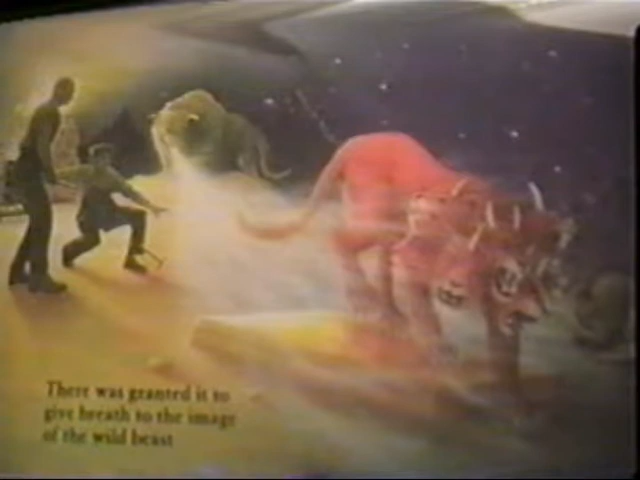 There was granted it to
give breath to the image
of the wild beast